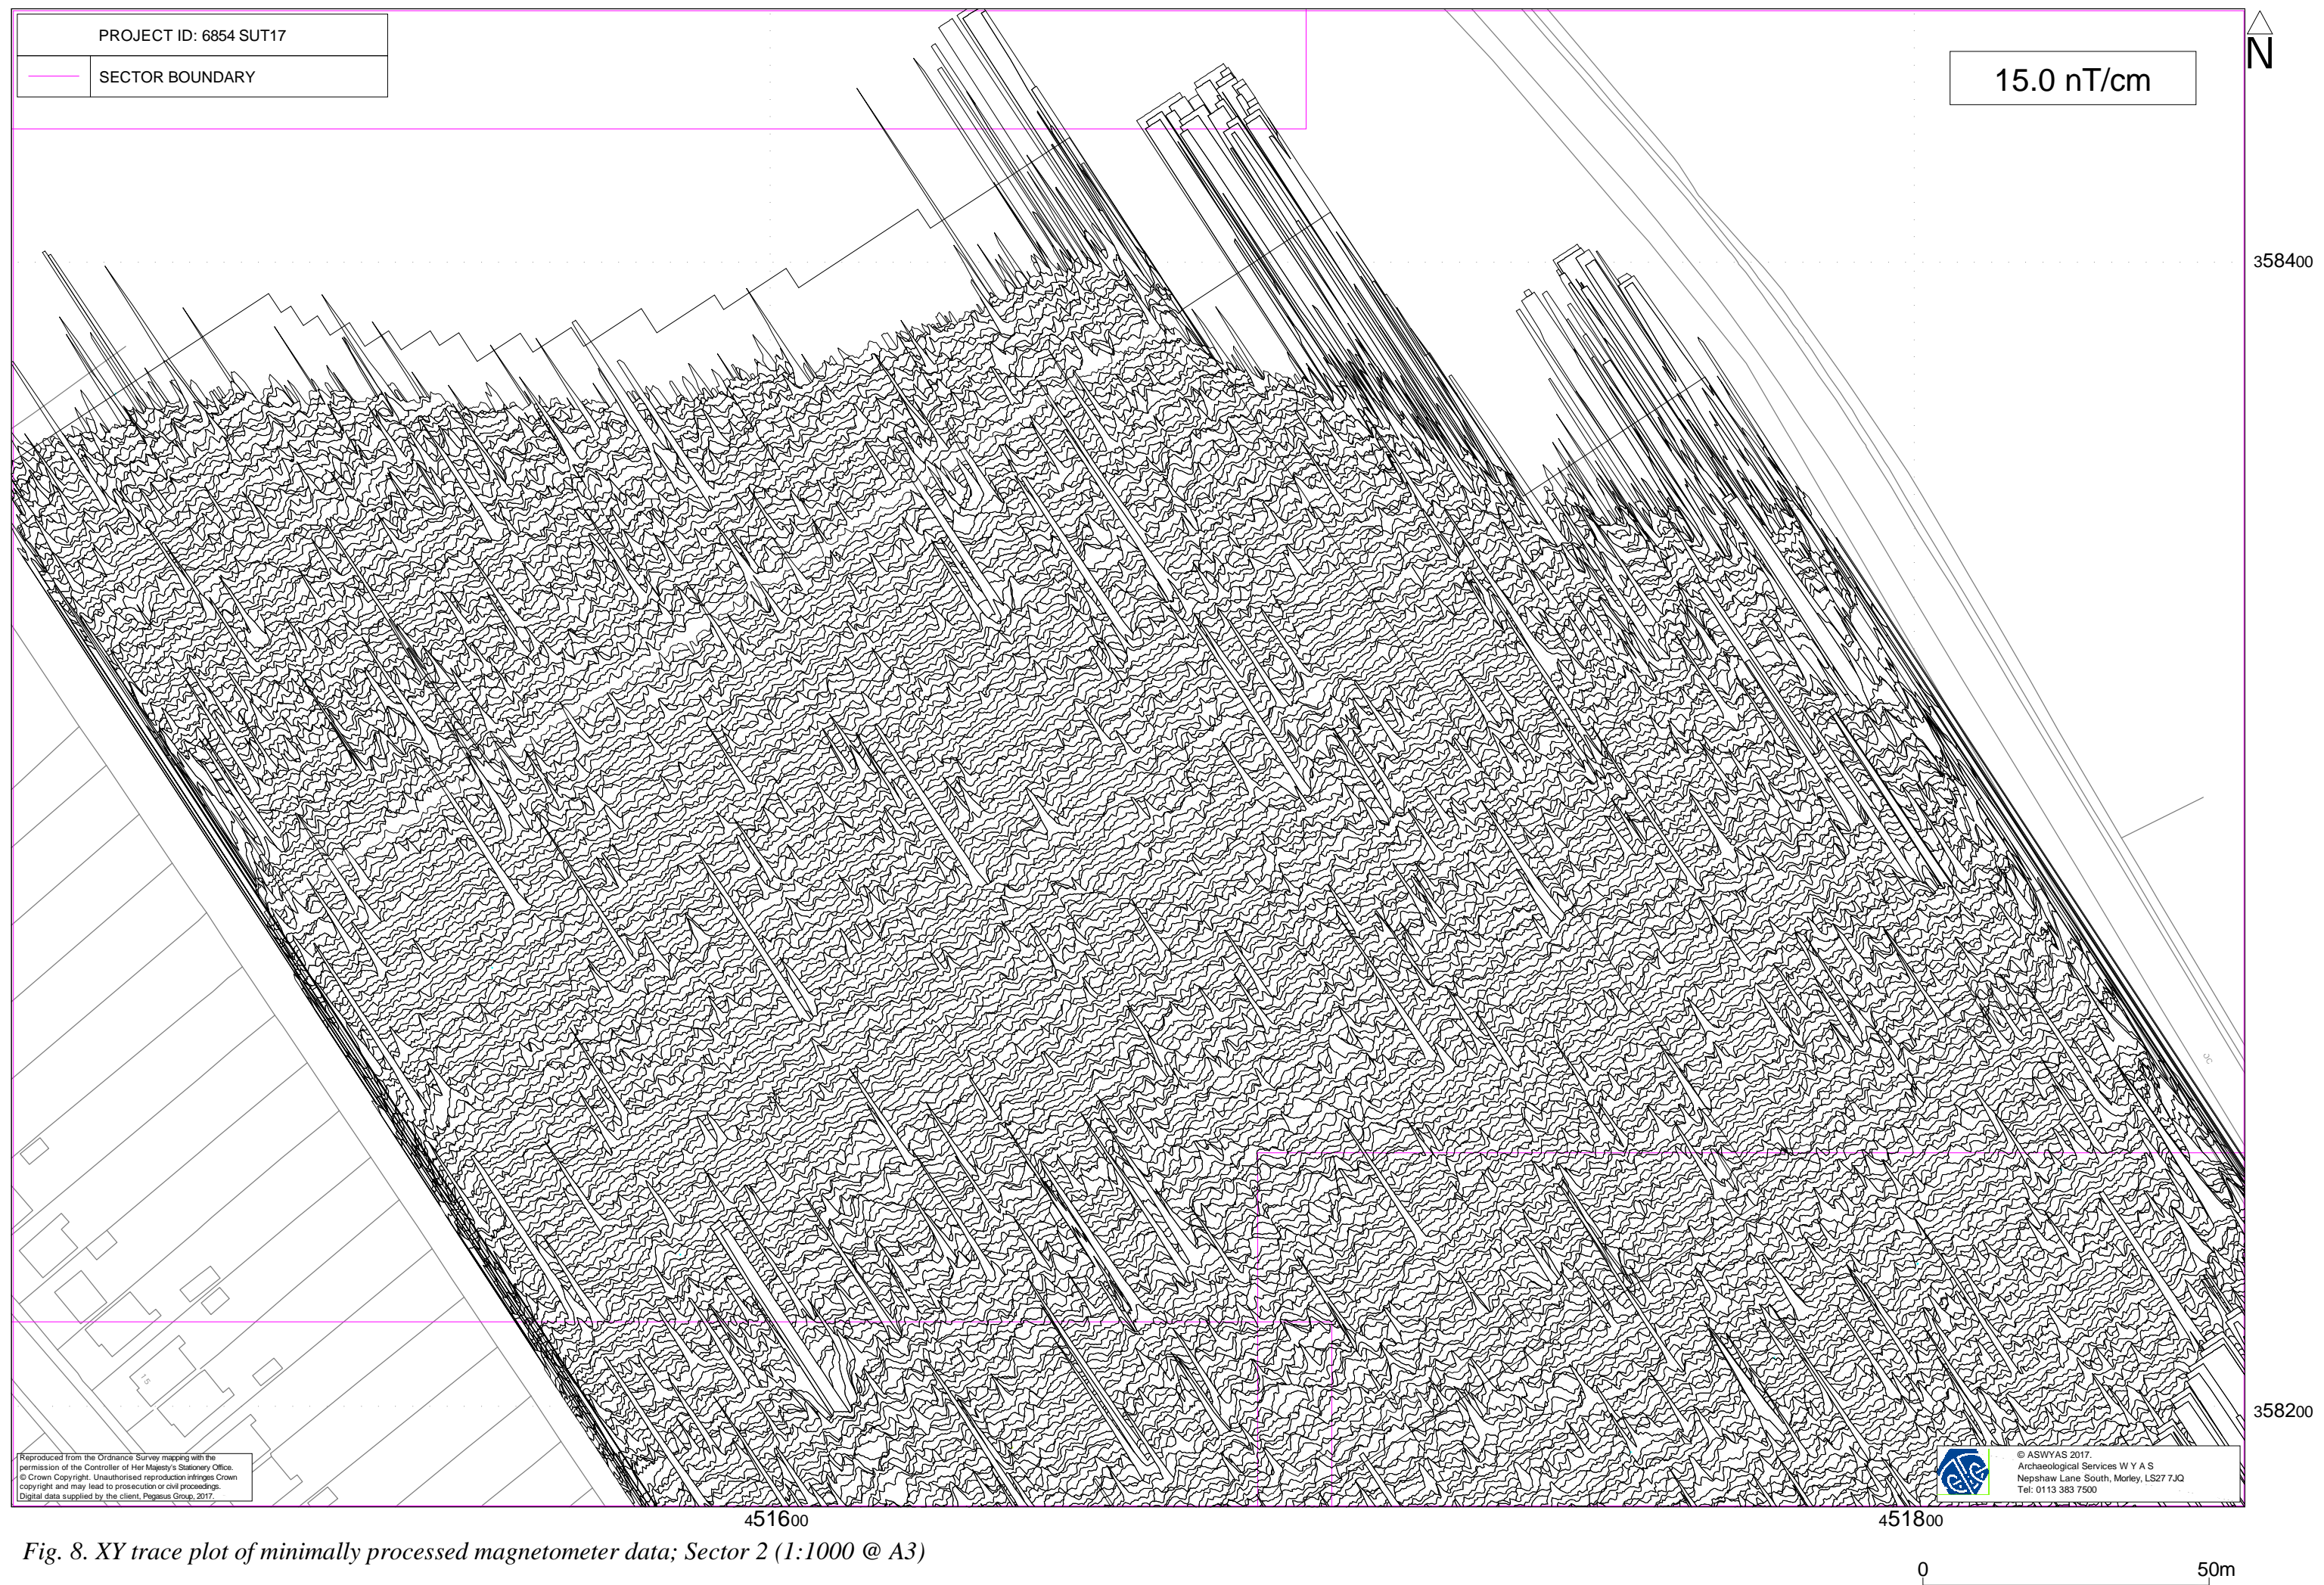 PROJECT ID: 6854 SUT17
SECTOR BOUNDARY
15.0 nT/cm
N
358400
358200
15
Reproduced from the Ordnance Survey mapping with the
permission of the Controller of Her Majesty's Stationery Office.
© Crown Copyright. Unauthorised reproduction infringes Crown
copyright and may lead to prosecution or civil proceedings.
Digital data supplied by the client, Pegasus Group, 2017.
© ASWYAS 2017.
Archaeological Services W Y A S
Nepshaw Lane South, Morley, LS27 7JQ
Tel: 0113 383 7500
451600
451800
Fig. 8. XY trace plot of minimally processed magnetometer data; Sector 2 (1:1000 @ A3)
0 50m